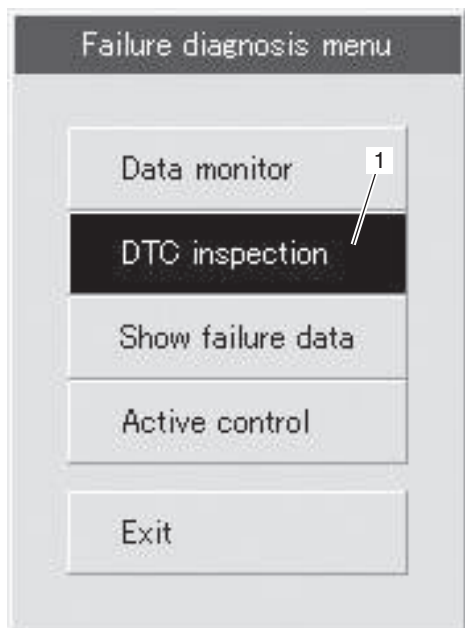 Failure diagnosis menu
Data monitor
1
DTC inspection
Show failure data
Active control
Exit